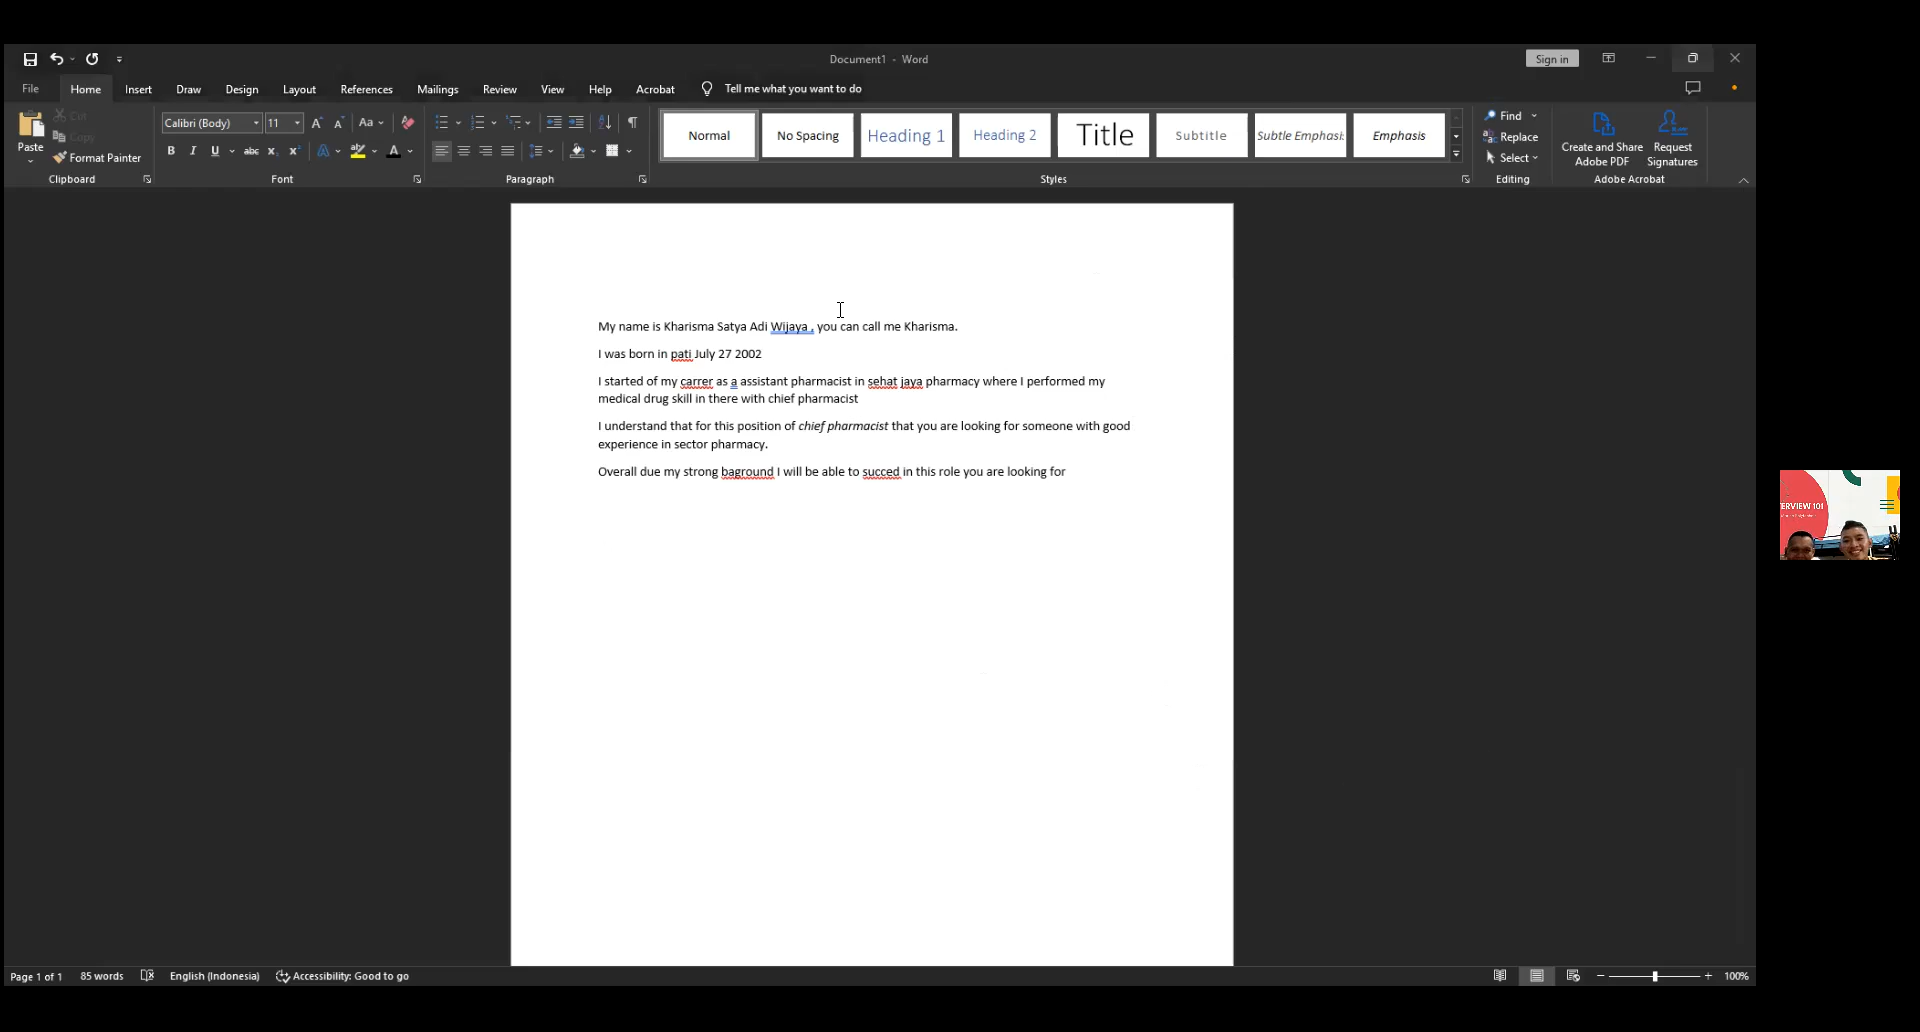 Document1 - Word
Sign in
File Home Insert Draw Design Layout References Mailings Review View Help Acrobat Tell me what you want to do
Paste
Cut
Copy
Format Painter
Clipboard
Calibri (Body) 11
Font
Paragraph
Normal No Spacing Heading 1 Heading 2 Title Subtitle Subtle Emphasis Emphasis
Styles
Find
Replace
Select
Editing
Create and Share
Adobe PDF
Request
Signatures
Adobe Acrobat
My name is Kharisma Satya Adi Wijaya , you can call me Kharisma.
I was born in pati July 27 2002
I started of my carrer as a assistant pharmacist in sehat jaya pharmacy where I performed my
medical drug skill in there with chief pharmacist
I understand that for this position of chief pharmacist that you are looking for someone with good
experience in sector pharmacy.
Overall due my strong baground I will be able to succed in this role you are looking for
ERVIEW 101
Page 1 of 1 85 words English (Indonesia) Accessibility: Good to go 100%